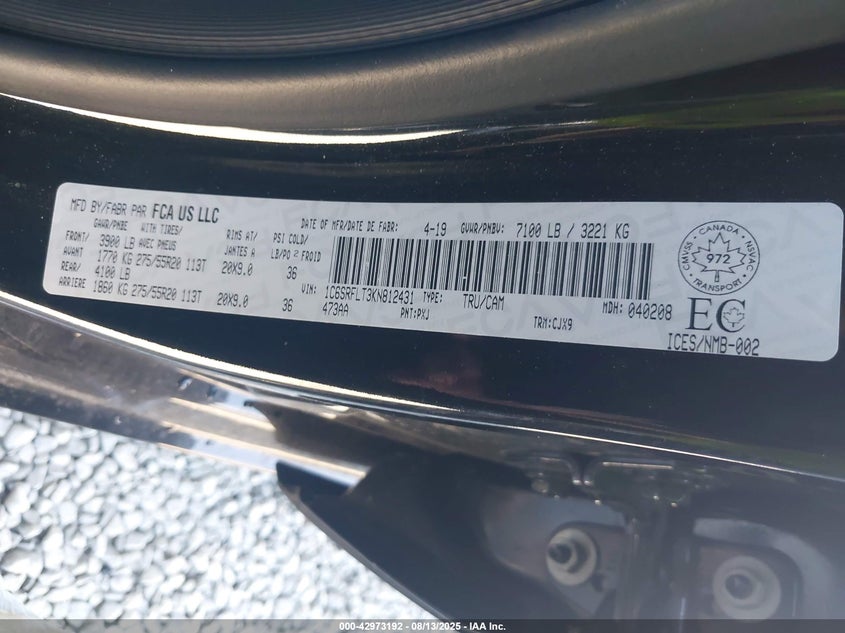 MFD BY/FABR PAR FCA US LLC
DATE OF MFR/DATE DE FABR: 4-19 GVWR/PNBV: 7100 LB / 3221 KG
GAWR/PNBE WITH TIRES/ RIMS AT/ PSI COLD/
FRONT/ 3900 LB AVEC PNEUS JANTES A LB/PO² FROID
AVANT 1770 KG 275/55R20 113T 20X9.0 36
REAR/ 4100 LB
ARRIERE 1860 KG 275/55R20 113T 20X9.0 36
VIN: 1C6SRFLT3KN812431 TYPE: TRU/CAM MDH: 040208
473AA PNT: PXJ TRM: CJX9
CMVSS CANADA NSVAC
972
TRANSPORT
EC
ICES/NMB-002
000-42973192 - 08/13/2025 - IAA Inc.